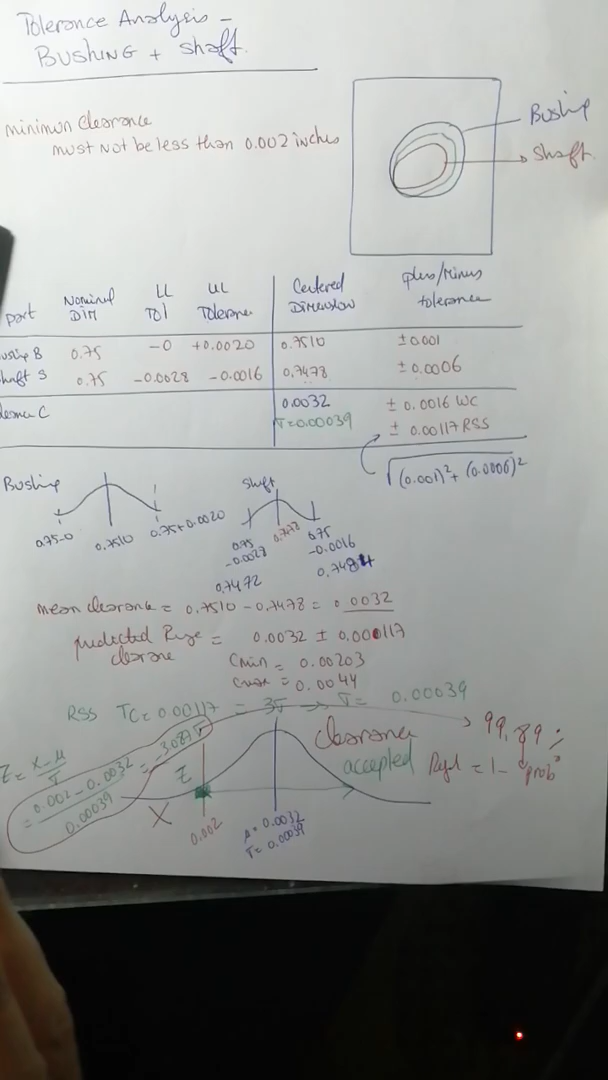 Tolerance Analysis -
BUSHING + shaft.
minimum clearance
must not be less than 0.002 inches
Bushing
shaft.
part Nominal DIM LL Tol UL Tolerance Centered Dimension plus/minus tolerance
Bushing B 0.75 -0 +0.0020 0.7510 ±0.001
shaft S 0.75 -0.0028 -0.0016 0.7478 ±0.0006
C 0.0032 ± 0.0016 WC
σ=0.00039 ± 0.00117 RSS
√(0.001)²+(0.0006)²
Bushing
0.75-0 0.7510 0.75+0.0020
shaft
0.75 -0.0028 0.7478 0.75 -0.0016
0.7472 0.7484
mean clearance = 0.7510 - 0.7478 = 0.0032
predicted Range clearance = 0.0032 ± 0.000117
Cmin = 0.00203
Cmax = 0.0044
RSS Tc = 0.00117 = 3σ → σ = 0.00039
Z = X-μ/σ
= 0.002 - 0.0032/0.00039 = -3.087
Z
X
0.002
μ = 0.0032
σ = 0.00039
clearance
accepted
99,89%
Rejd = 1 - prob